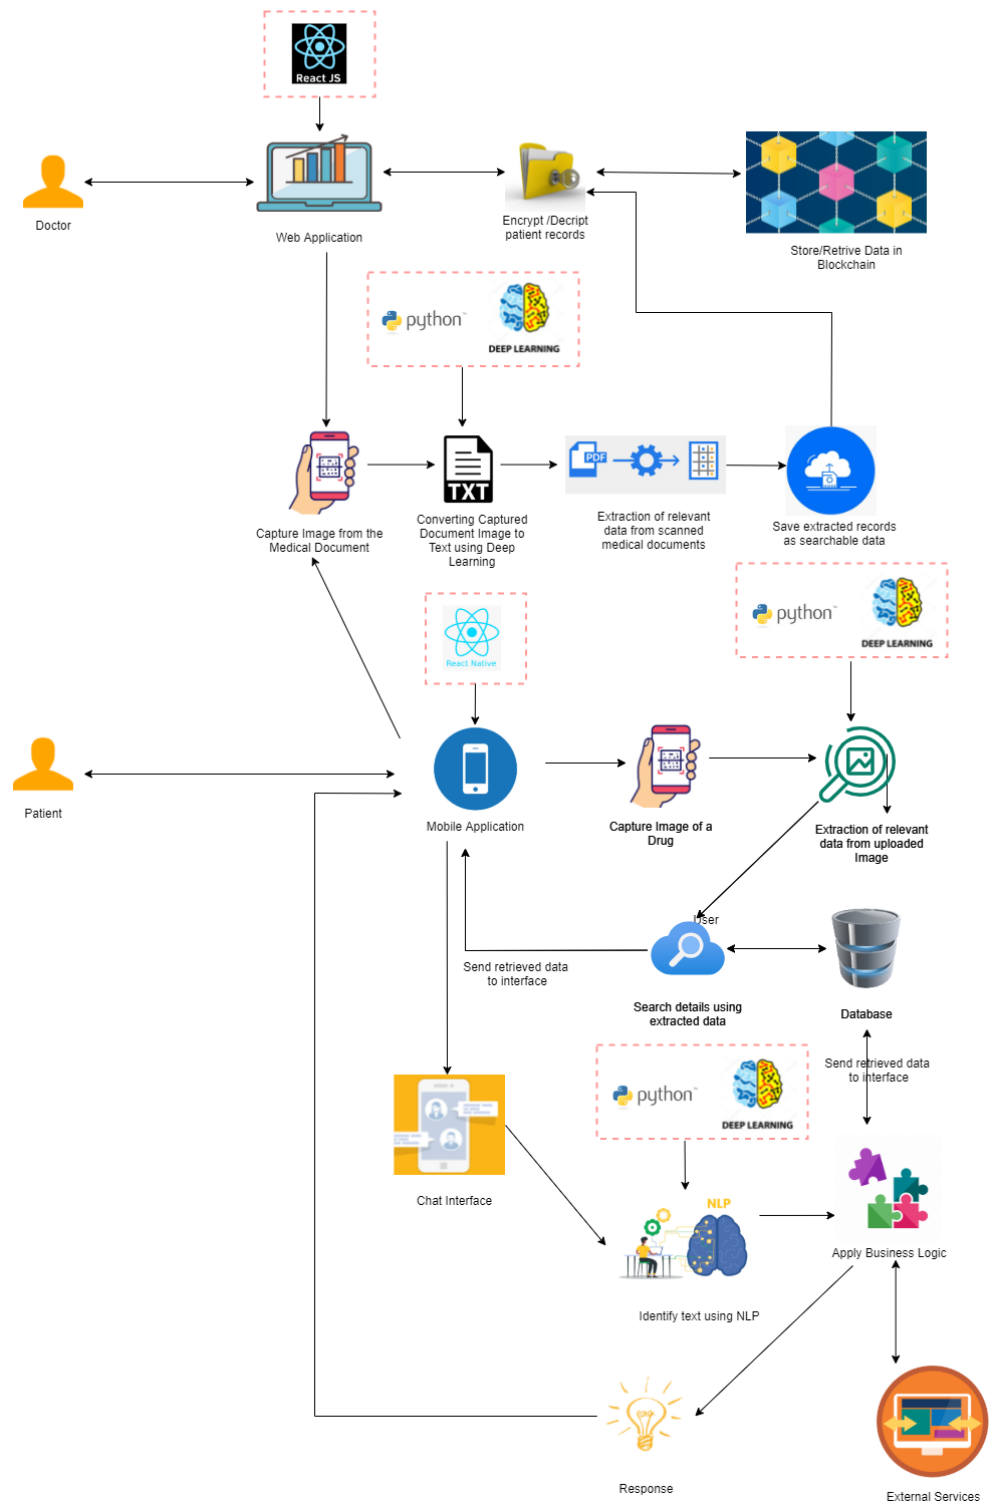 React JS
Doctor
Web Application
Encrypt /Decript
patient records
Store/Retrive Data in
Blockchain
python™
DEEP LEARNING
TXT
PDF
Capture Image from the
Medical Document
Converting Captured
Document Image to
Text using Deep
Learning
Extraction of relevant
data from scanned
medical documents
Save extracted records
as searchable data
python™
DEEP LEARNING
React Native
Patient
Mobile Application
Capture Image of a
Drug
Extraction of relevant
data from uploaded
Image
User
Send retrieved data
to interface
Search details using
extracted data
Database
Send retrieved data
to interface
python™
DEEP LEARNING
Chat Interface
NLP
Identify text using NLP
Apply Business Logic
Response
External Services